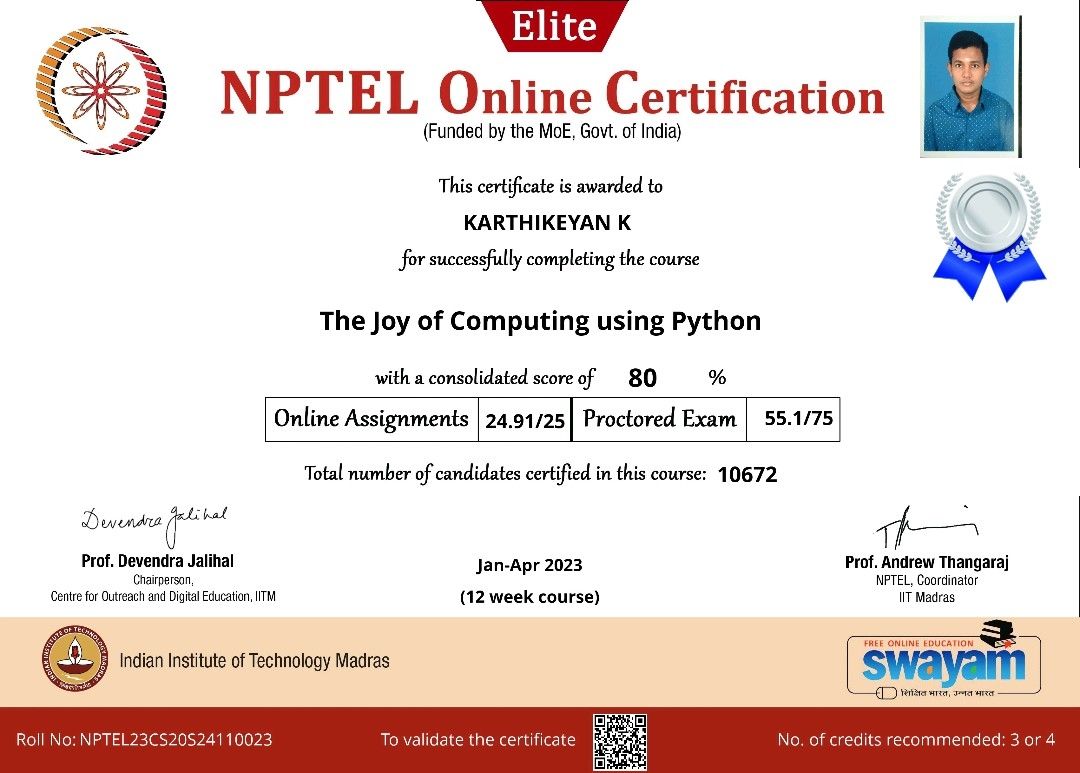 Elite
NPTEL Online Certification
(Funded by the MoE, Govt. of India)
This certificate is awarded to
KARTHIKEYAN K
for successfully completing the course
The Joy of Computing using Python
with a consolidated score of 80 %
Online Assignments 24.91/25 Proctored Exam 55.1/75
Total number of candidates certified in this course: 10672
Devendra Jalihal
Prof. Devendra Jalihal
Chairperson,
Centre for Outreach and Digital Education, IITM
Jan-Apr 2023
(12 week course)
Prof. Andrew Thangaraj
NPTEL, Coordinator
IIT Madras
INDIAN INSTITUTE OF TECHNOLOGY MADRAS
Indian Institute of Technology Madras
FREE ONLINE EDUCATION
swayam
शिक्षित भारत, उन्नत भारत
Roll No: NPTEL23CS20S24110023
To validate the certificate
No. of credits recommended: 3 or 4